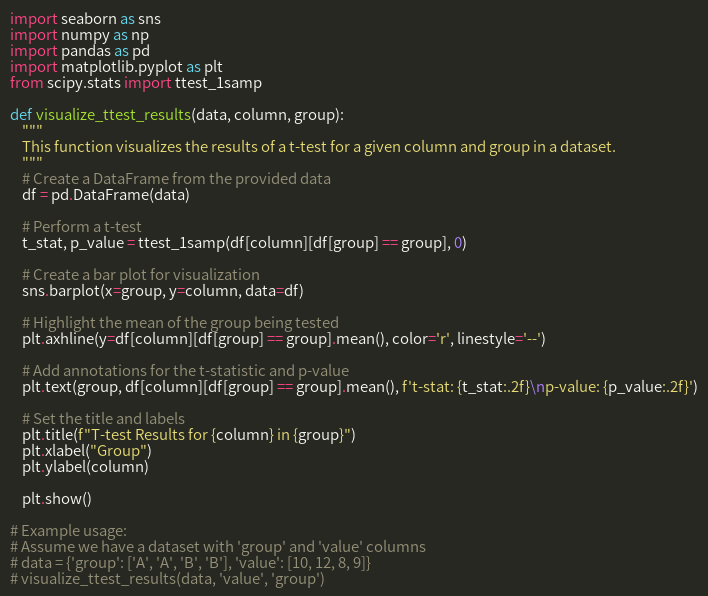 import seaborn as sns
import numpy as np
import pandas as pd
import matplotlib.pyplot as plt
from scipy.stats import ttest_1samp

def visualize_ttest_results(data, column, group):
    """
    This function visualizes the results of a t-test for a given column and group in a dataset.
    """
    # Create a DataFrame from the provided data
    df = pd.DataFrame(data)

    # Perform a t-test
    t_stat, p_value = ttest_1samp(df[column][df[group] == group], 0)

    # Create a bar plot for visualization
    sns.barplot(x=group, y=column, data=df)

    # Highlight the mean of the group being tested
    plt.axhline(y=df[column][df[group] == group].mean(), color='r', linestyle='--')

    # Add annotations for the t-statistic and p-value
    plt.text(group, df[column][df[group] == group].mean(), f't-stat: {t_stat:.2f}\np-value: {p_value:.2f}')

    # Set the title and labels
    plt.title(f"T-test Results for {column} in {group}")
    plt.xlabel("Group")
    plt.ylabel(column)

    plt.show()

# Example usage:
# Assume we have a dataset with 'group' and 'value' columns
# data = {'group': ['A', 'A', 'B', 'B'], 'value': [10, 12, 8, 9]}
# visualize_ttest_results(data, 'value', 'group')